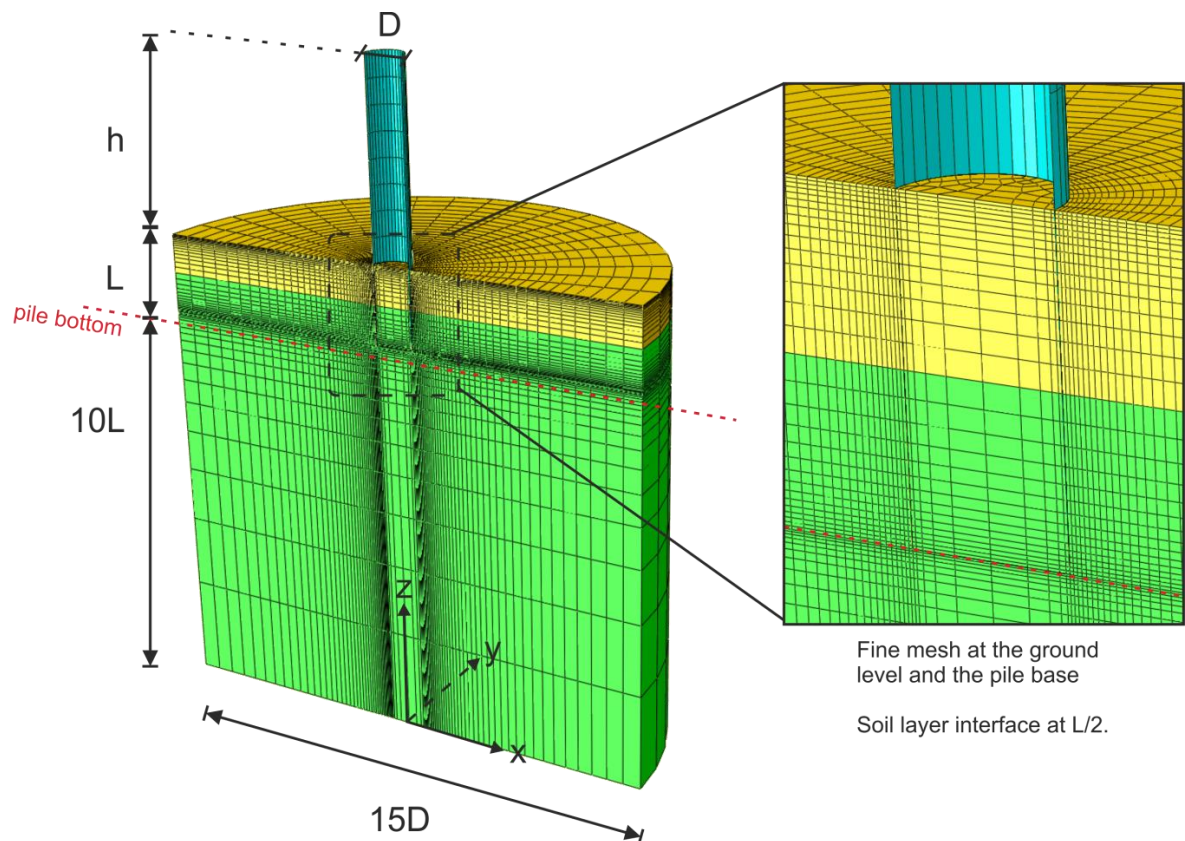 D
h
L
pile bottom
10L
z
y
x
15D
Fine mesh at the ground
level and the pile base
Soil layer interface at L/2.